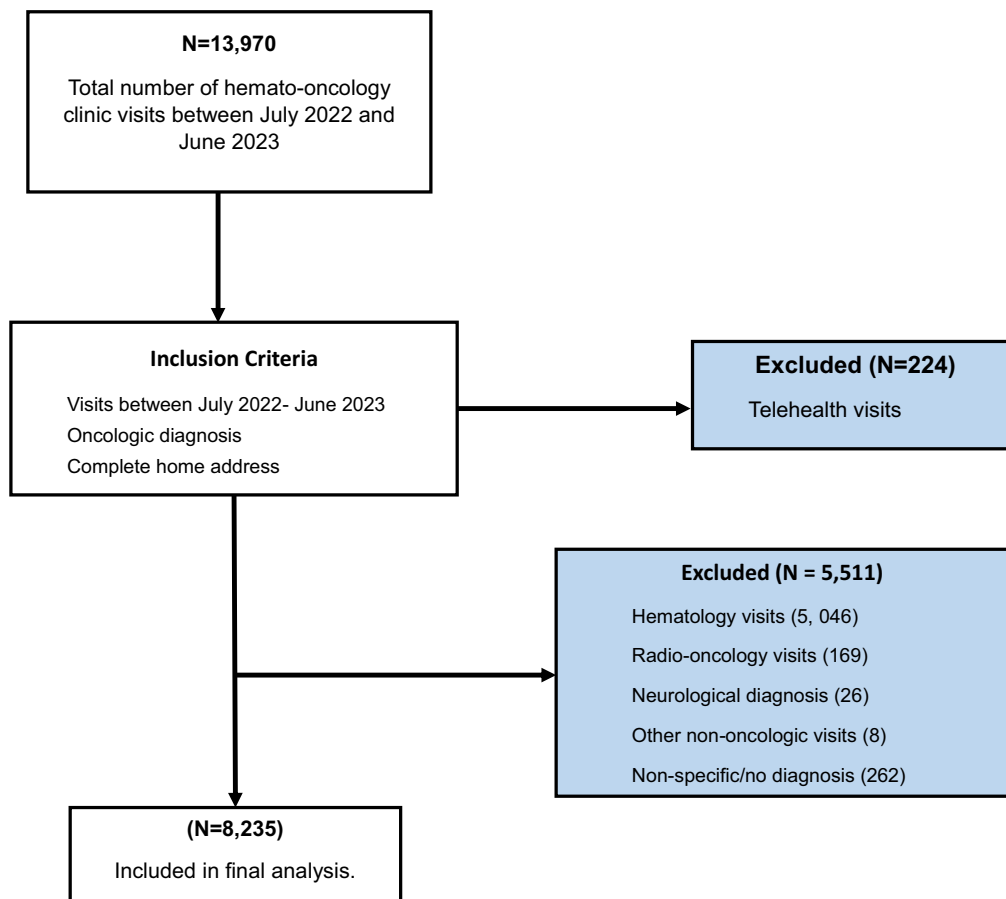 N=13,970
Total number of hemato-oncology
clinic visits between July 2022 and
June 2023
Inclusion Criteria
Visits between July 2022- June 2023
Oncologic diagnosis
Complete home address
Excluded (N=224)
Telehealth visits
Excluded (N = 5,511)
Hematology visits (5, 046)
Radio-oncology visits (169)
Neurological diagnosis (26)
Other non-oncologic visits (8)
Non-specific/no diagnosis (262)
(N=8,235)
Included in final analysis.